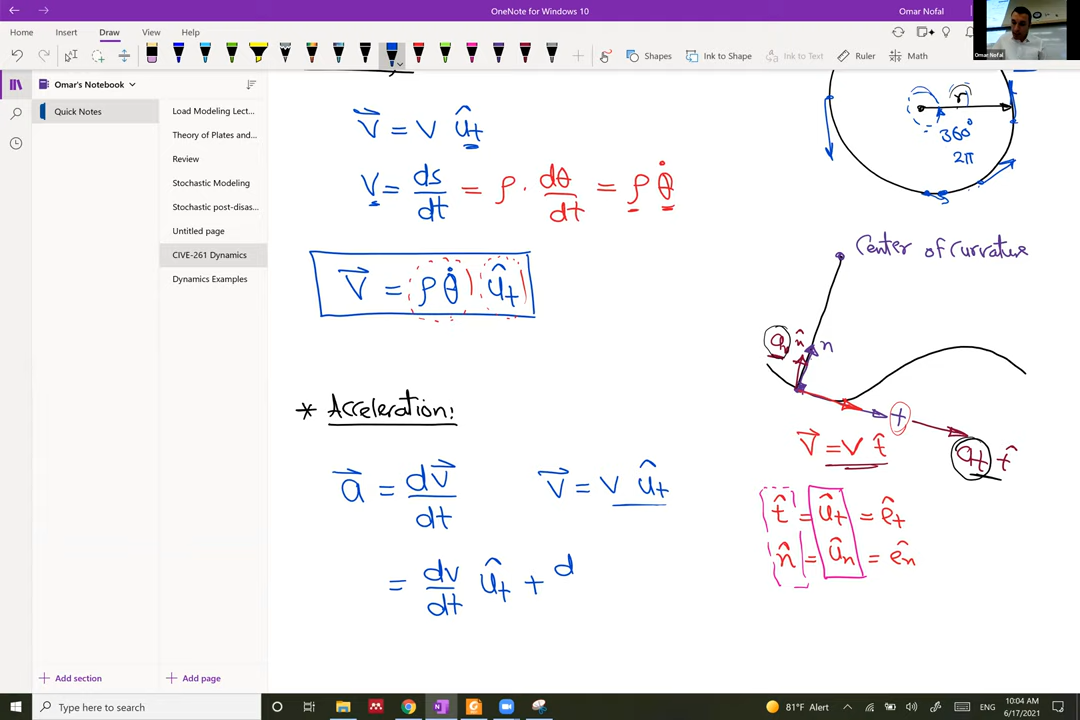 OneNote for Windows 10
Omar Nofal
Home Insert Draw View Help
Shapes Ink to Shape Ink to Text Ruler Math
Omar Nofal
Omar's Notebook
Quick Notes
Load Modeling Lect...
Theory of Plates and...
Review
Stochastic Modeling
Stochastic post-disas...
Untitled page
CIVE-261 Dynamics
Dynamics Examples
V⃗ = V û_t
V = ds/dt = ρ · dθ/dt = ρ θ̇
V⃗ = ρ θ̇ û_t
* Acceleration:
a⃗ = dV⃗/dt V⃗ = V û_t
= dv/dt û_t + d
r
360°
2π
Center of Curvature
a_n n̂
n
t
V⃗ = V t̂
a_t t̂
t̂ = û_t = ê_t
n̂ = û_n = ê_n
Add section
Add page
Type here to search
81°F Alert
ENG
10:04 AM
6/17/2021